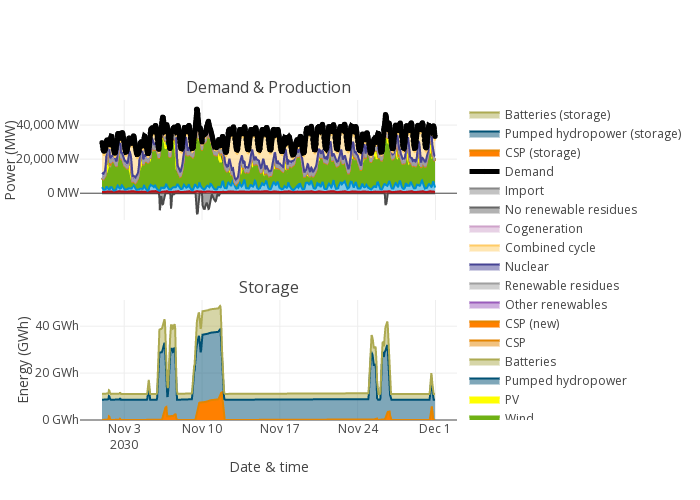 Demand & Production
Power (MW)
40,000 MW
20,000 MW
0 MW
Storage
Energy (GWh)
40 GWh
20 GWh
0 GWh
Nov 3
2030
Nov 10
Nov 17
Nov 24
Dec 1
Date & time
Batteries (storage)
Pumped hydropower (storage)
CSP (storage)
Demand
Import
No renewable residues
Cogeneration
Combined cycle
Nuclear
Renewable residues
Other renewables
CSP (new)
CSP
Batteries
Pumped hydropower
PV
Wind